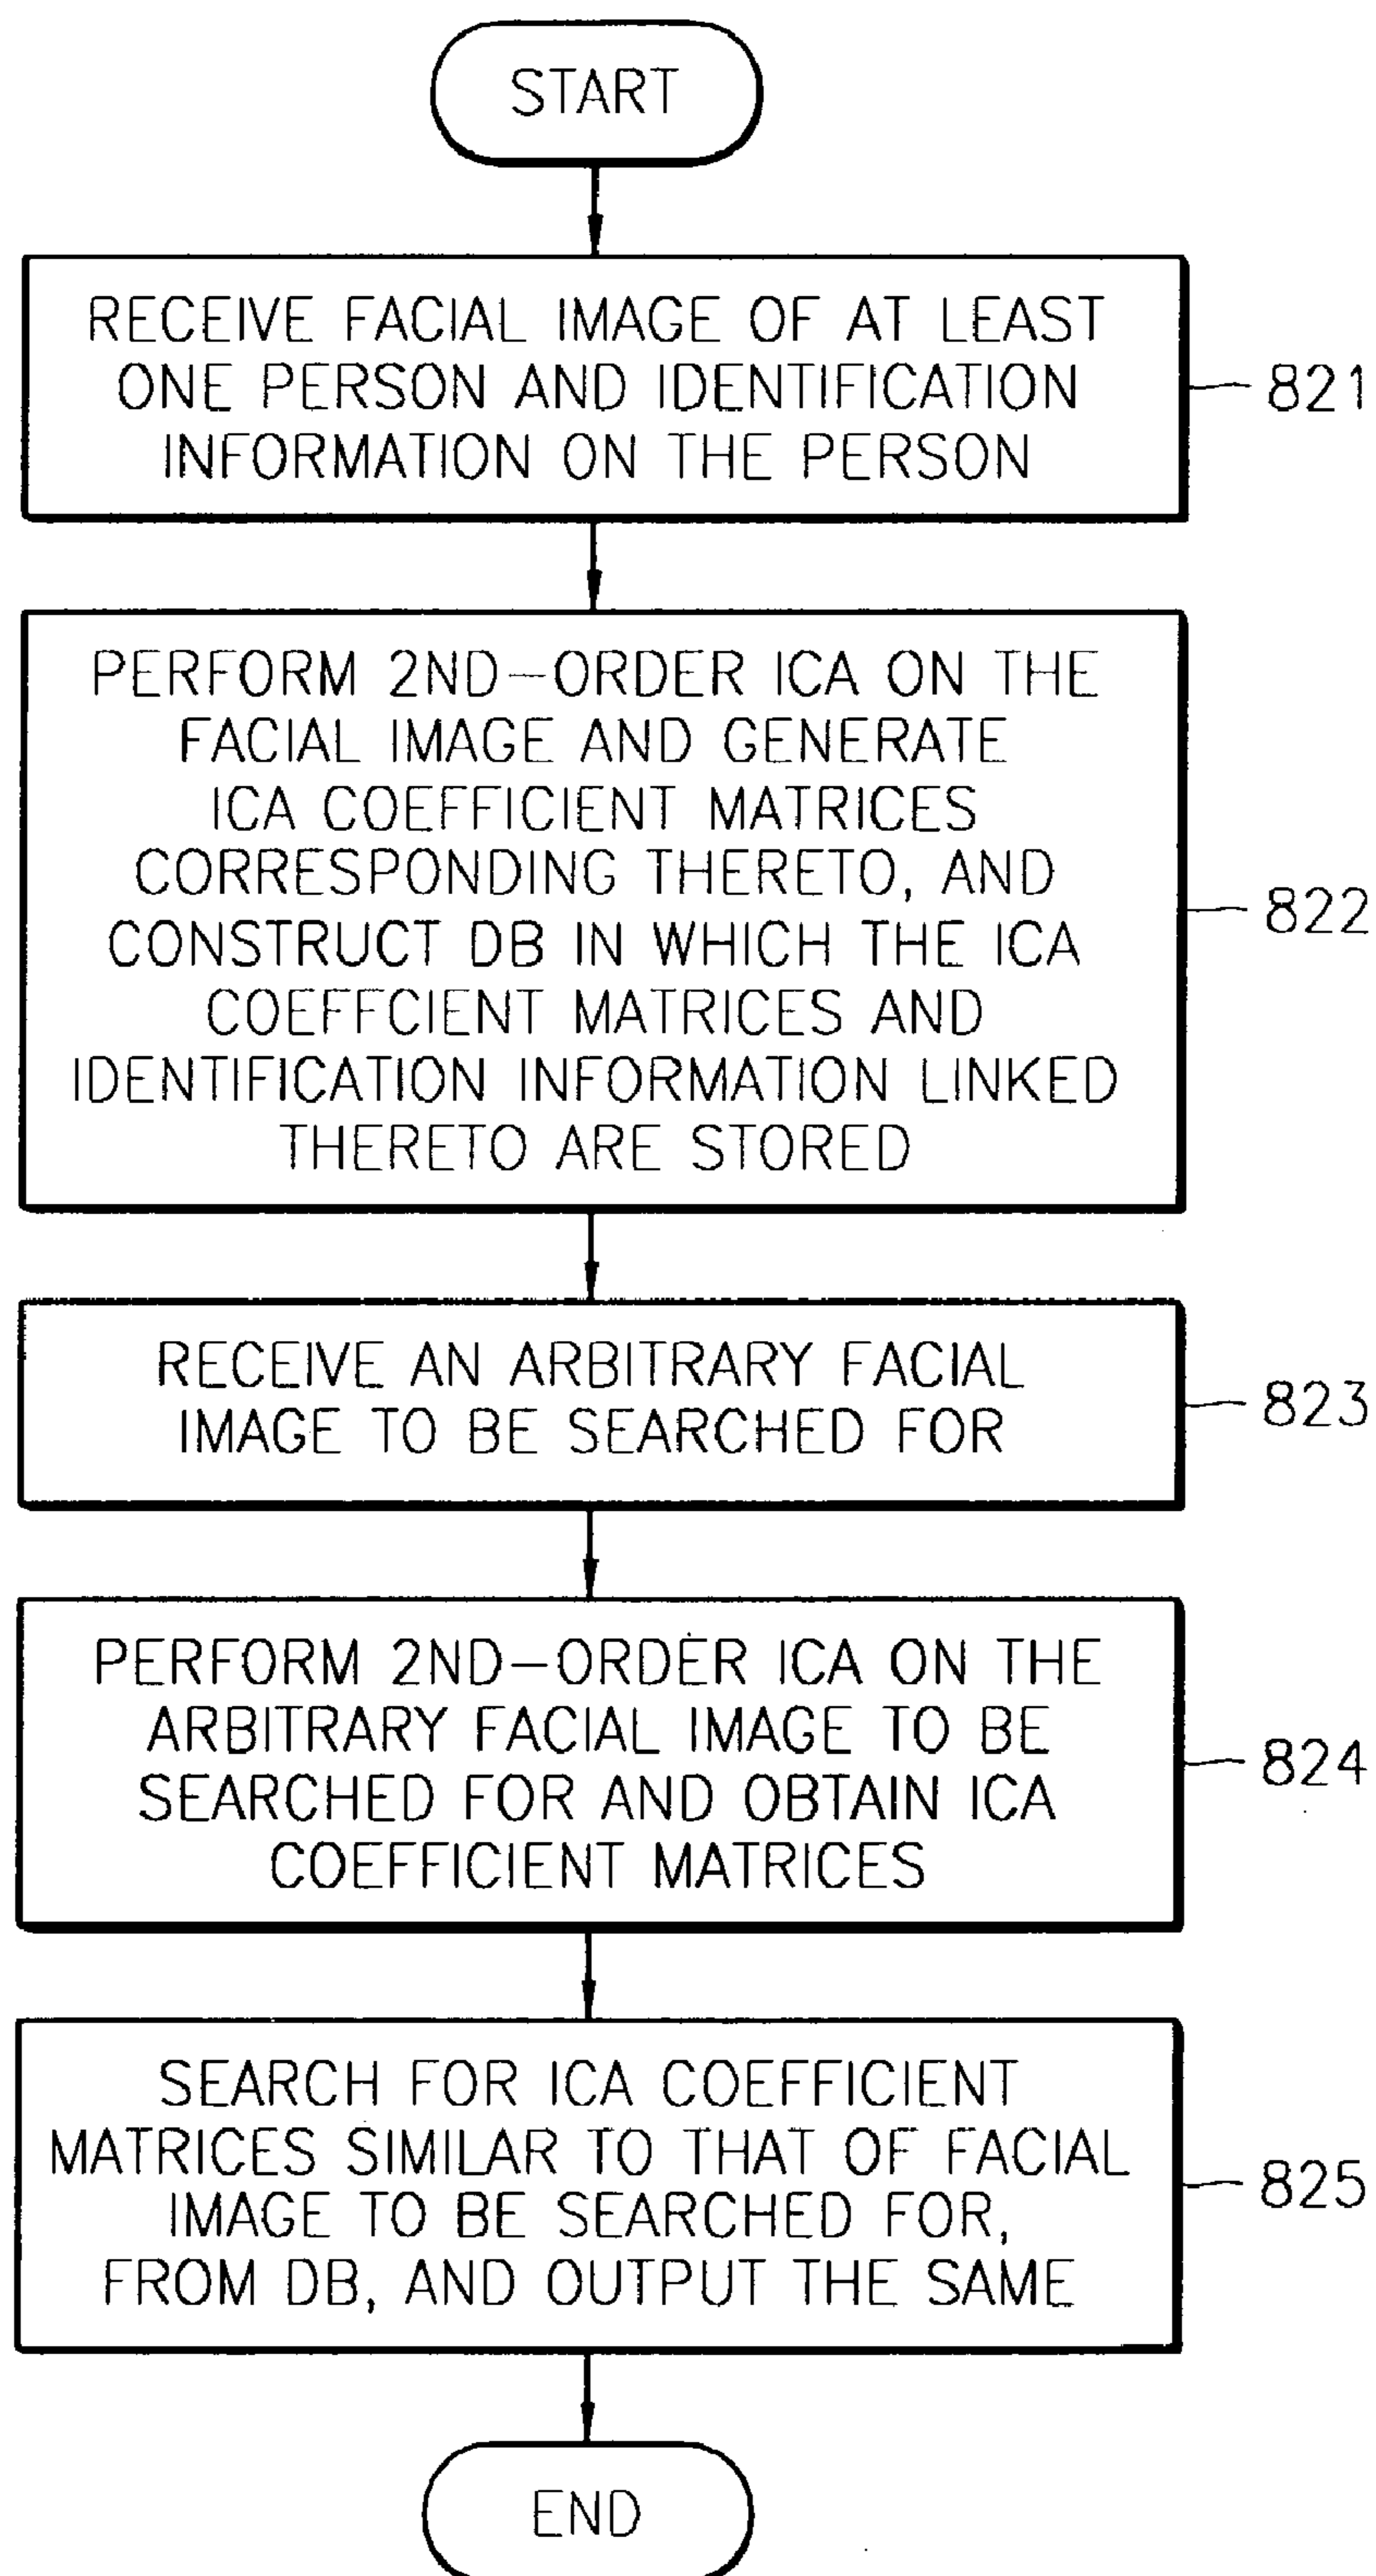 START
RECEIVE FACIAL IMAGE OF AT LEAST
ONE PERSON AND IDENTIFICATION
INFORMATION ON THE PERSON
821
PERFORM 2ND-ORDER ICA ON THE
FACIAL IMAGE AND GENERATE
ICA COEFFICIENT MATRICES
CORRESPONDING THERETO, AND
CONSTRUCT DB IN WHICH THE ICA
COEFFCIENT MATRICES AND
IDENTIFICATION INFORMATION LINKED
THERETO ARE STORED
822
RECEIVE AN ARBITRARY FACIAL
IMAGE TO BE SEARCHED FOR
823
PERFORM 2ND-ORDER ICA ON THE
ARBITRARY FACIAL IMAGE TO BE
SEARCHED FOR AND OBTAIN ICA
COEFFICIENT MATRICES
824
SEARCH FOR ICA COEFFICIENT
MATRICES SIMILAR TO THAT OF FACIAL
IMAGE TO BE SEARCHED FOR,
FROM DB, AND OUTPUT THE SAME
825
END